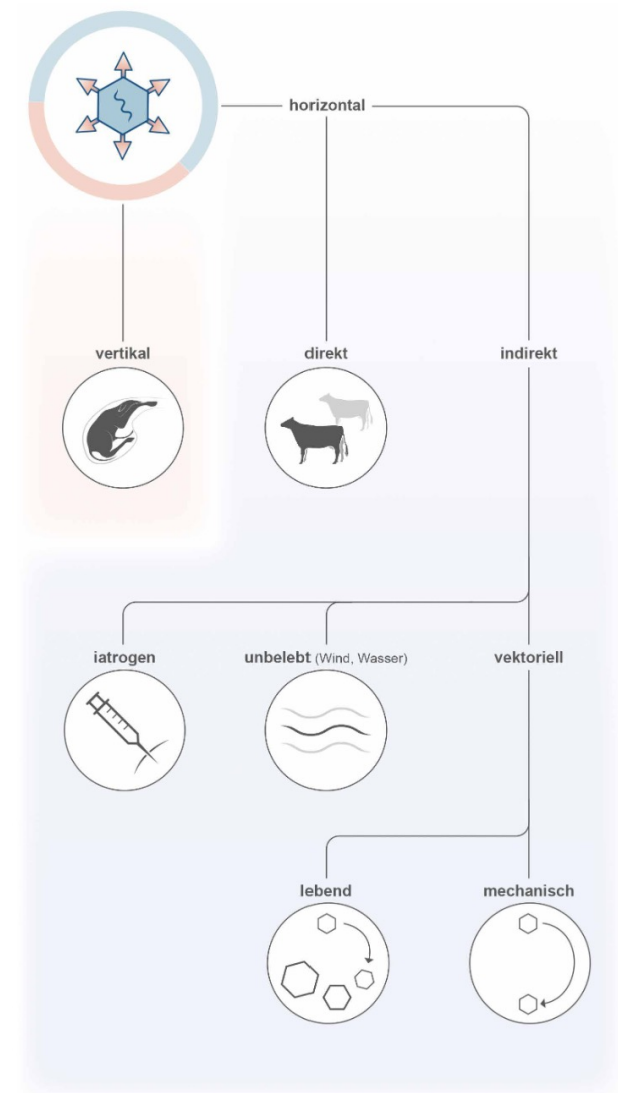 horizontal
vertikal
direkt
indirekt
iatrogen
unbelebt (Wind, Wasser)
vektoriell
lebend
mechanisch